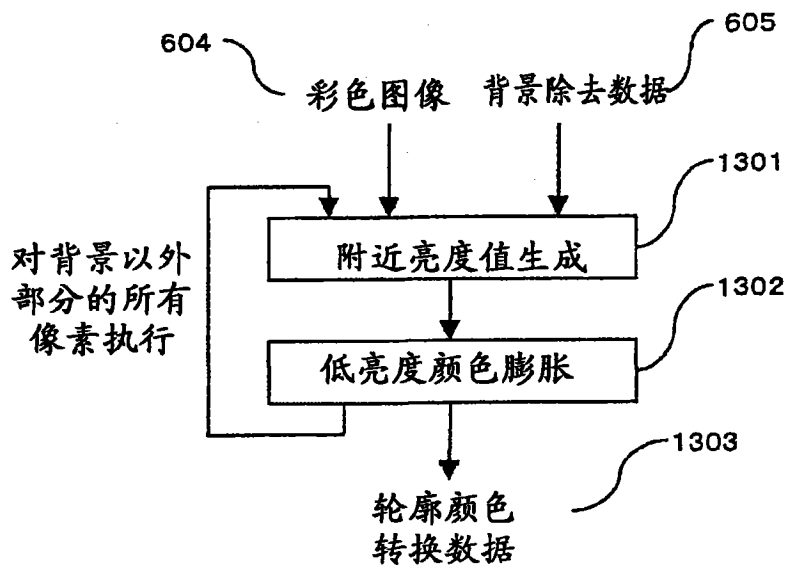 604
605
彩色图像
背景除去数据
1301
附近亮度值生成
对背景以外
部分的所有
像素执行
1302
低亮度颜色膨胀
1303
轮廓颜色
转换数据